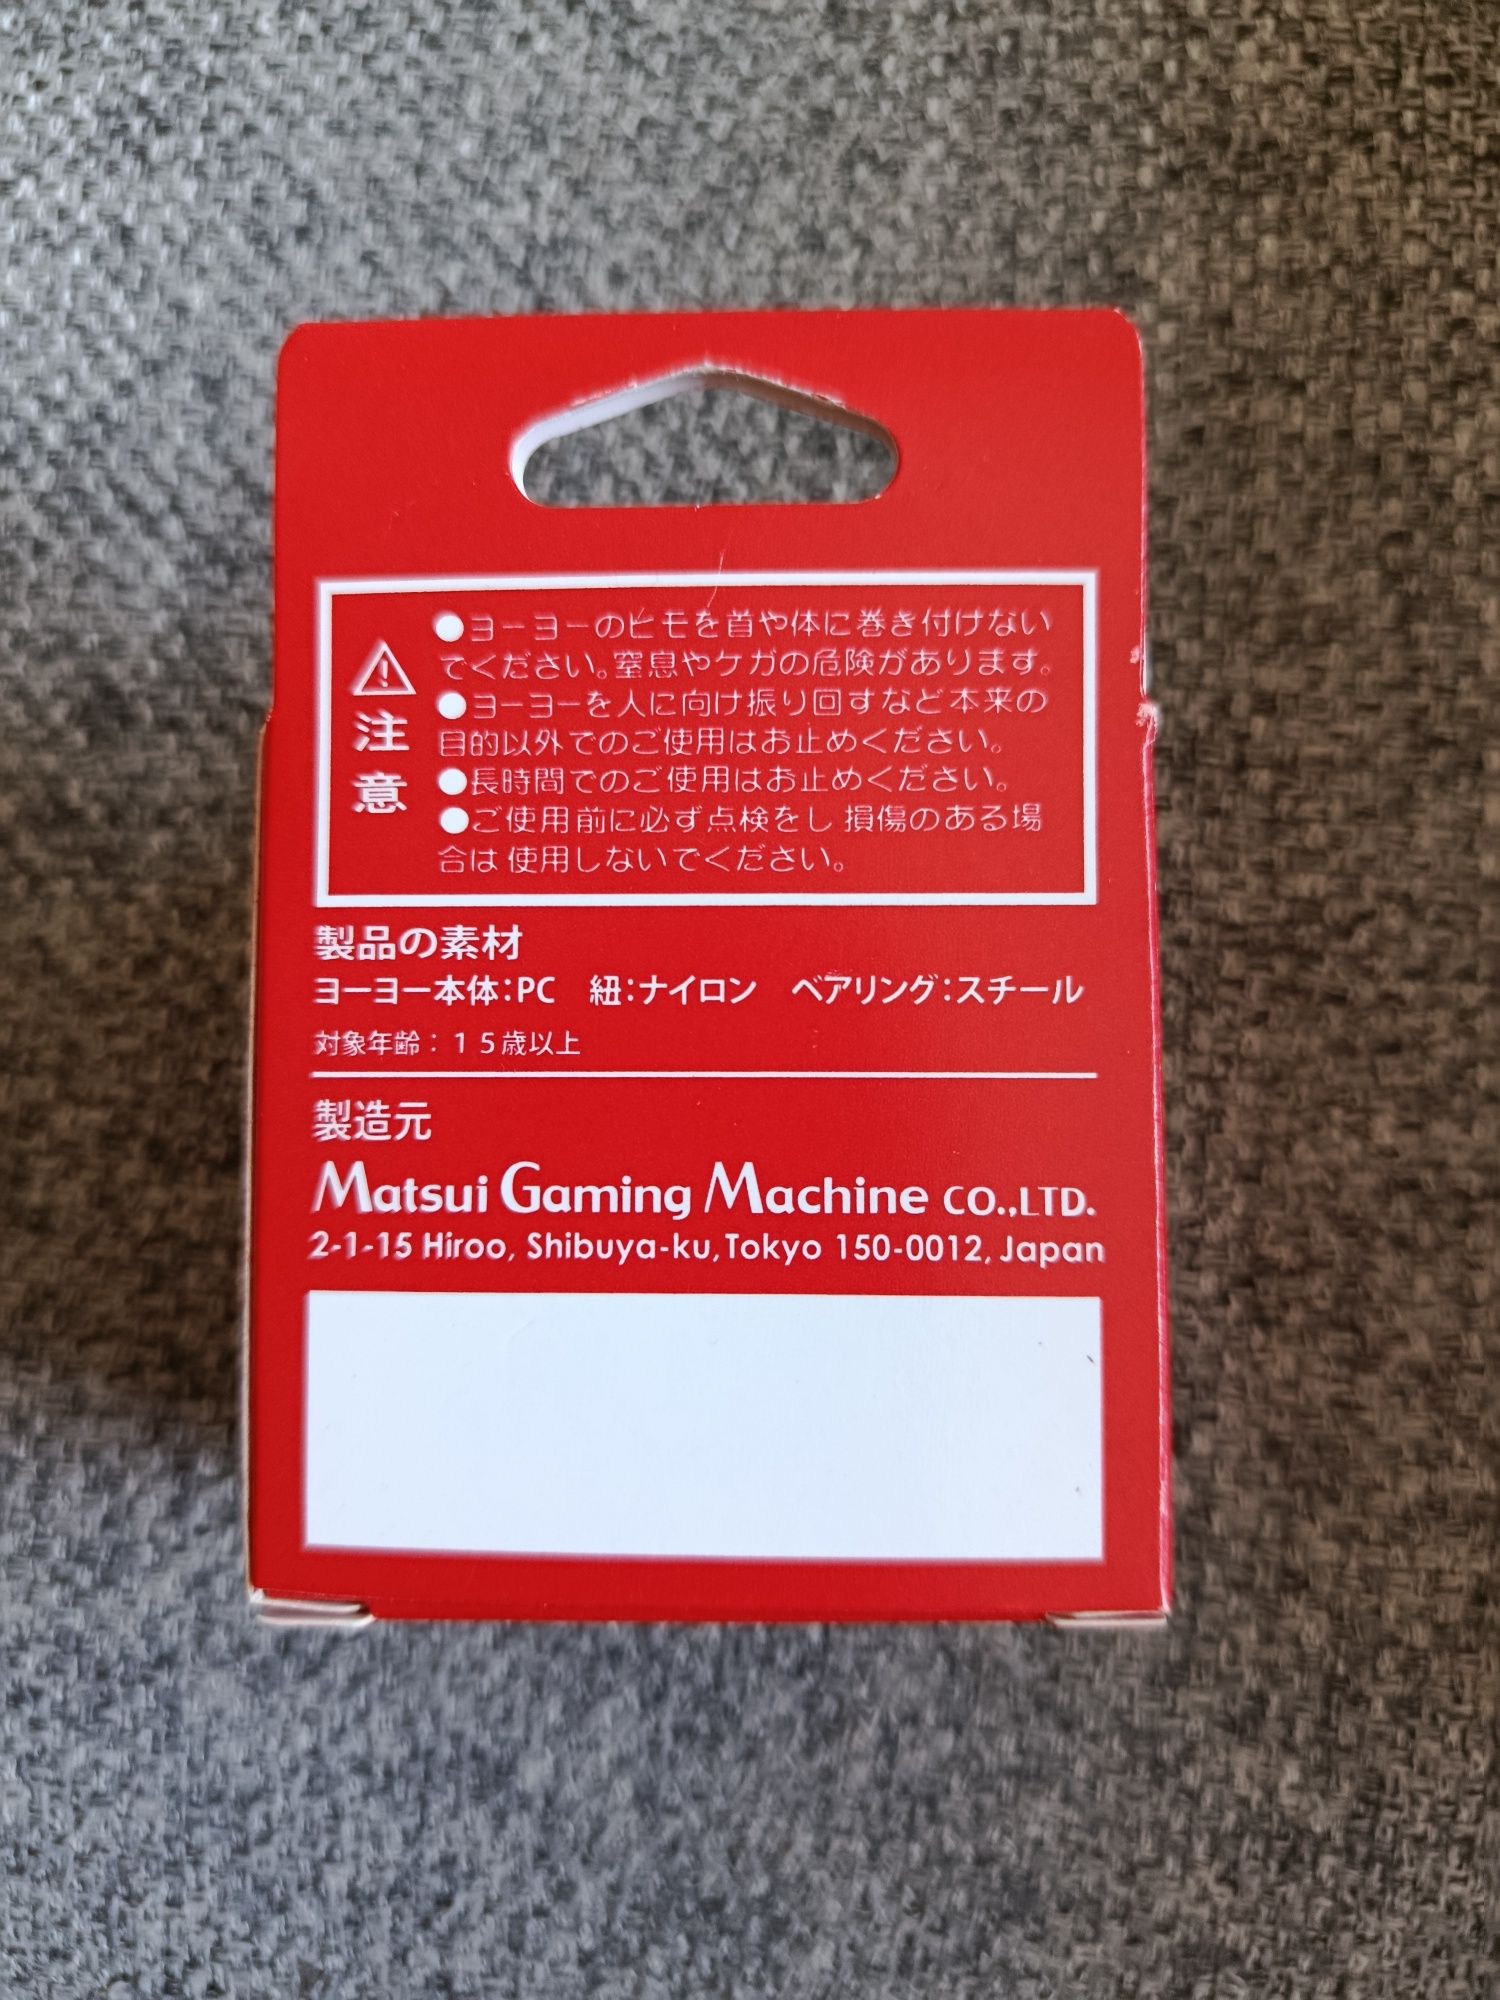 注意
●ヨーヨーのヒモを首や体に巻き付けない
でください。窒息やケガの危険があります。
●ヨーヨーを人に向け振り回すなど本来の
目的以外でのご使用はお止めください。
●長時間でのご使用はお止めください。
●ご使用前に必ず点検をし 損傷のある場
合は 使用しないでください。
製品の素材
ヨーヨー本体：PC　紐：ナイロン　ベアリング：スチール
対象年齢：１５歳以上
製造元
Matsui Gaming Machine CO.,LTD.
2-1-15 Hiroo, Shibuya-ku, Tokyo 150-0012, Japan